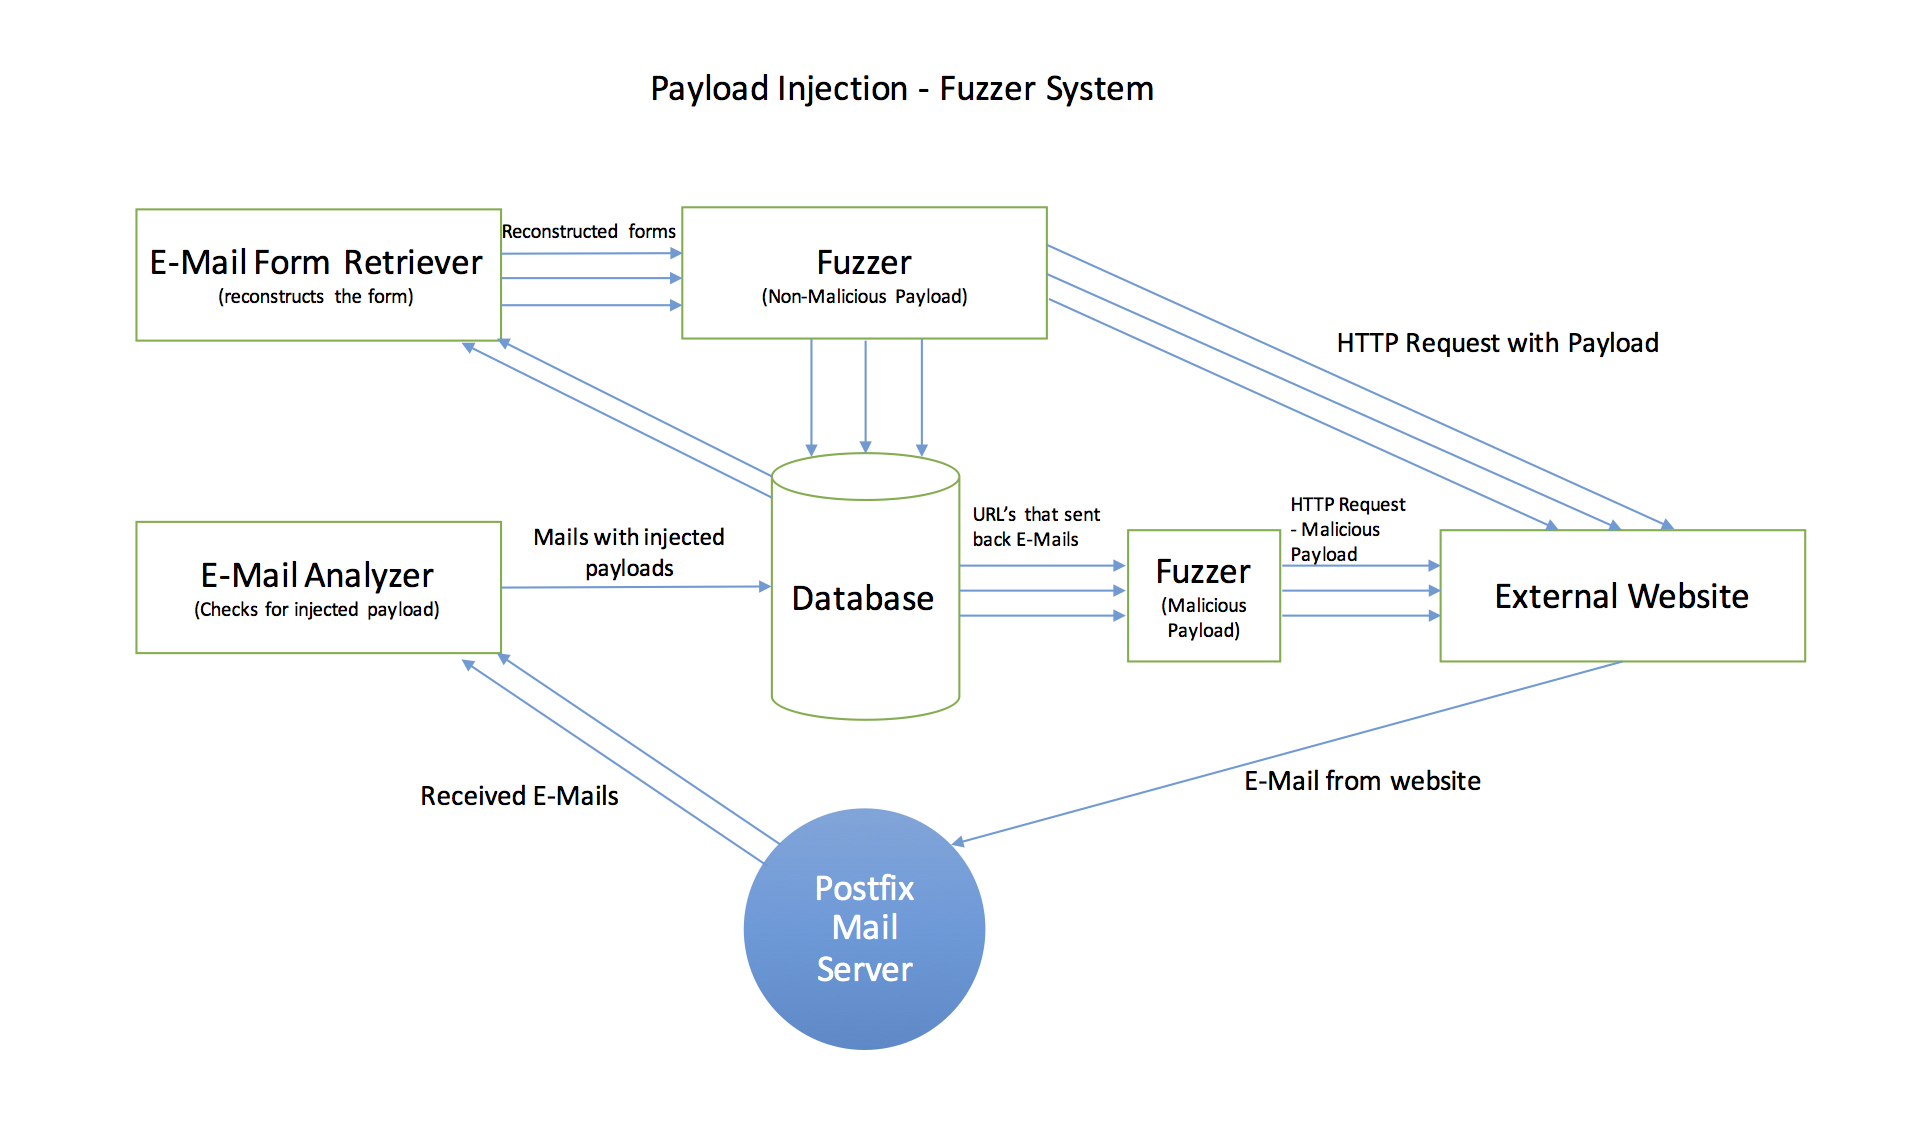 Payload Injection - Fuzzer System
E-Mail Form Retriever
(reconstructs the form)
Reconstructed forms
Fuzzer
(Non-Malicious Payload)
HTTP Request with Payload
E-Mail Analyzer
(Checks for injected payload)
Mails with injected
payloads
Database
URL's that sent
back E-Mails
Fuzzer
(Malicious
Payload)
HTTP Request
- Malicious
Payload
External Website
Received E-Mails
E-Mail from website
Postfix
Mail
Server